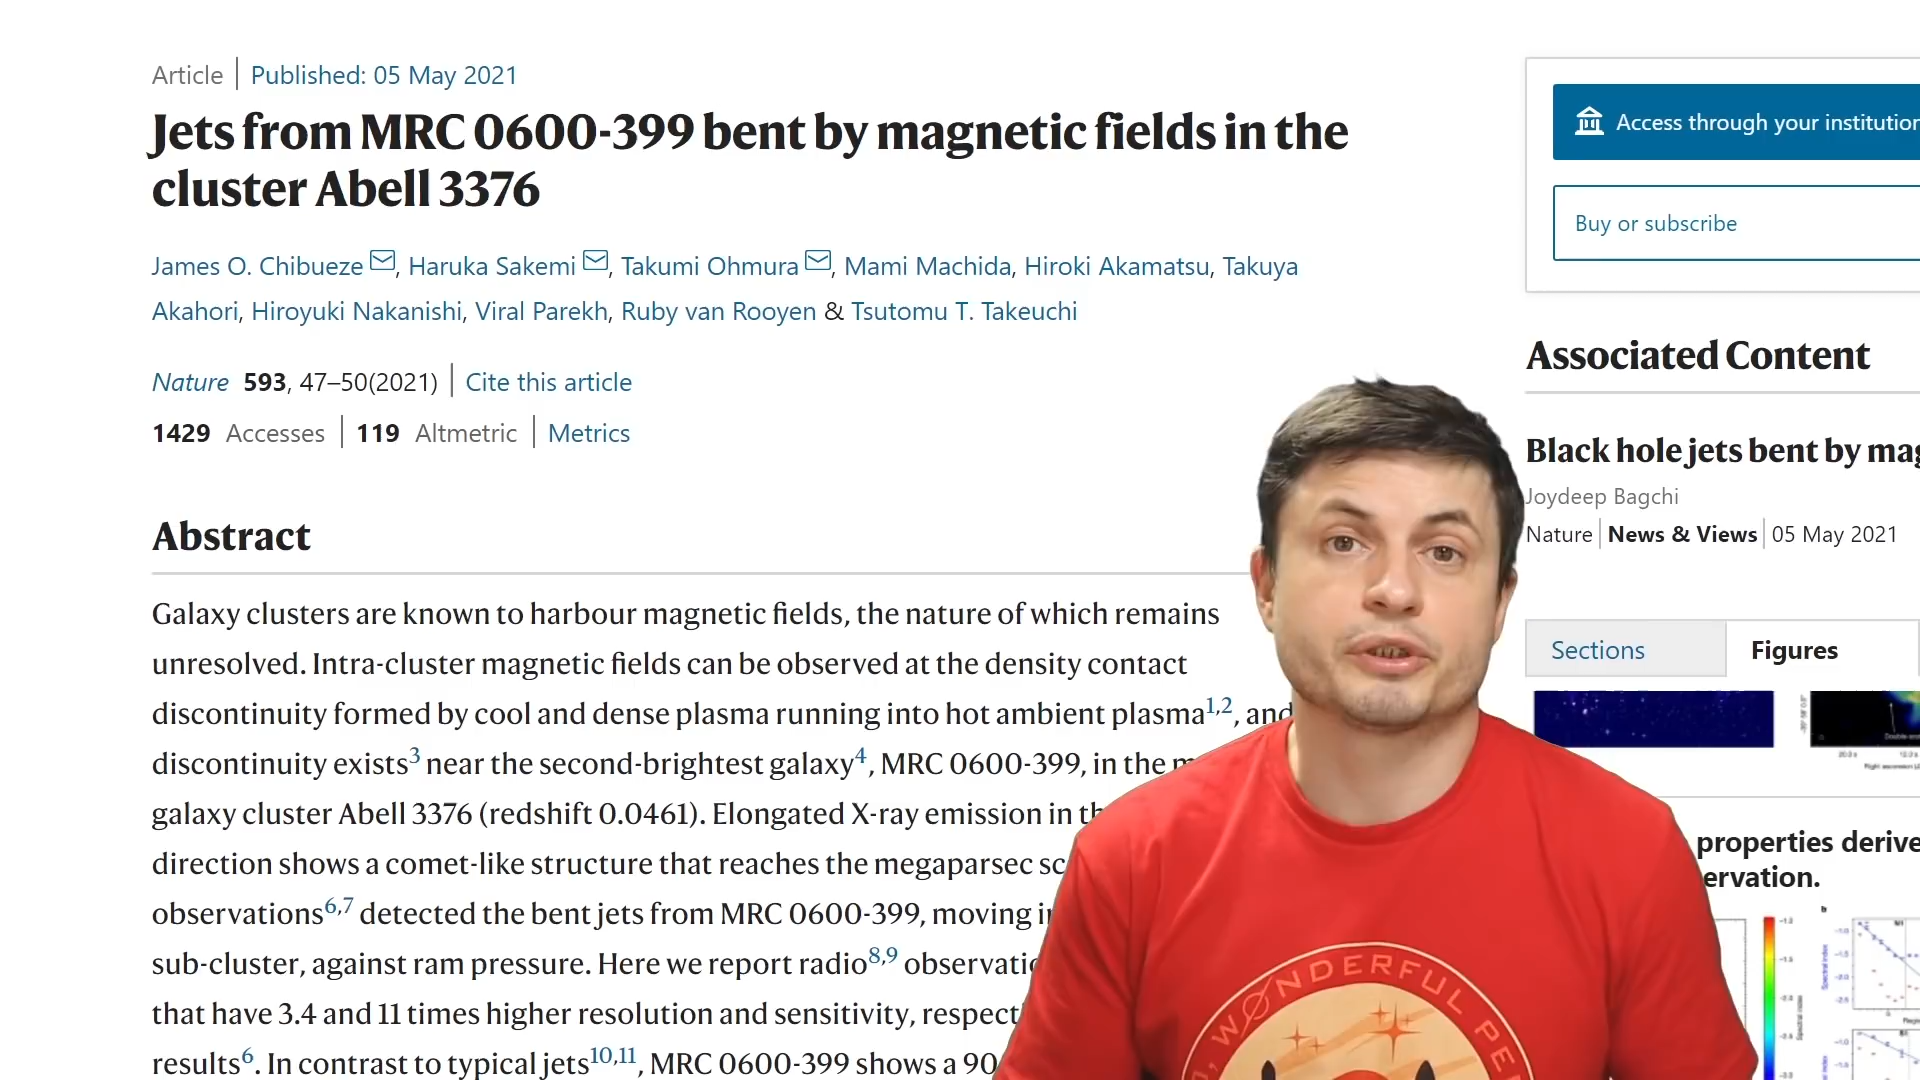 Article Published: 05 May 2021
Jets from MRC 0600-399 bent by magnetic fields in the
cluster Abell 3376
James O. Chibueze, Haruka Sakemi, Takumi Ohmura, Mami Machida, Hiroki Akamatsu, Takuya
Akahori, Hiroyuki Nakanishi, Viral Parekh, Ruby van Rooyen & Tsutomu T. Takeuchi
Nature 593, 47–50(2021) Cite this article
1429 Accesses 119 Altmetric Metrics
Abstract
Galaxy clusters are known to harbour magnetic fields, the nature of which remains
unresolved. Intra-cluster magnetic fields can be observed at the density contact
discontinuity formed by cool and dense plasma running into hot ambient plasma1,2, and
discontinuity exists3 near the second-brightest galaxy4, MRC 0600-399, in the
galaxy cluster Abell 3376 (redshift 0.0461). Elongated X-ray emission in
direction shows a comet-like structure that reaches the megaparsec
observations6,7 detected the bent jets from MRC 0600-399, moving
sub-cluster, against ram pressure. Here we report radio8,9
that have 3.4 and 11 times higher resolution and sensitivity,
results6. In contrast to typical jets10,11, MRC 0600-399 shows a 90
Access through your institution
Buy or subscribe
Associated Content
Black hole jets bent by
Joydeep Bagchi
Nature News & Views 05 May 2021
Sections Figures
properties
WONDERFUL